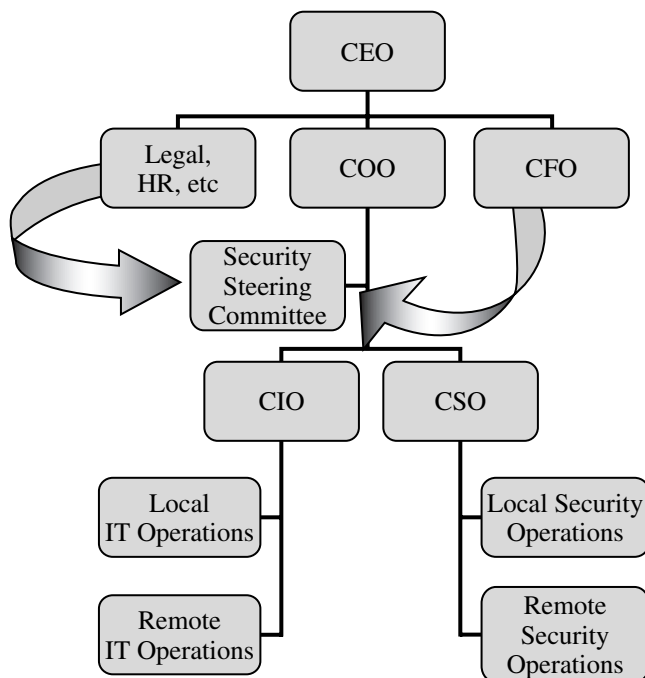 CEO
Legal,
HR, etc
COO
CFO
Security
Steering
Committee
CIO
CSO
Local
IT Operations
Local Security
Operations
Remote
IT Operations
Remote
Security
Operations